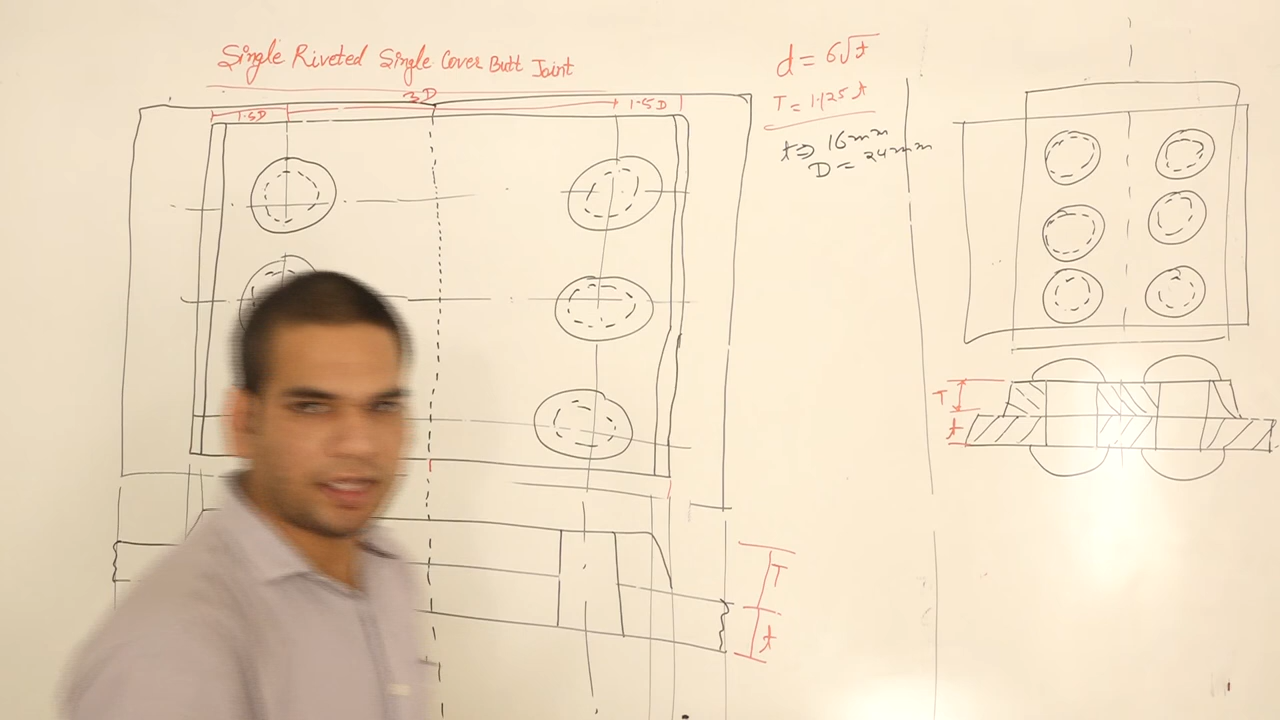 Single Riveted Single Cover Butt Joint
d = 6√t
T = 1.125 t
t => 16mm
D = 24mm
1.5D
3D
1.5D
T
t
T
t